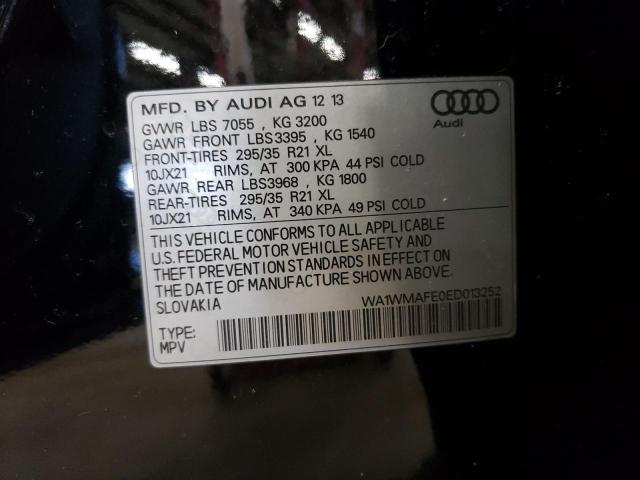 MFD. BY AUDI AG 12 13
Audi
GVWR LBS 7055 , KG 3200
GAWR FRONT LBS3395 , KG 1540
FRONT-TIRES 295/35 R21 XL
10JX21 RIMS, AT 300 KPA 44 PSI COLD
GAWR REAR LBS3968 , KG 1800
REAR-TIRES 295/35 R21 XL
10JX21 RIMS, AT 340 KPA 49 PSI COLD
THIS VEHICLE CONFORMS TO ALL APPLICABLE
U.S. FEDERAL MOTOR VEHICLE SAFETY AND
THEFT PREVENTION STANDARDS IN EFFECT ON
THE DATE OF MANUFACTURE SHOWN ABOVE.
SLOVAKIA WA1WMAFE0ED013252
TYPE:
MPV